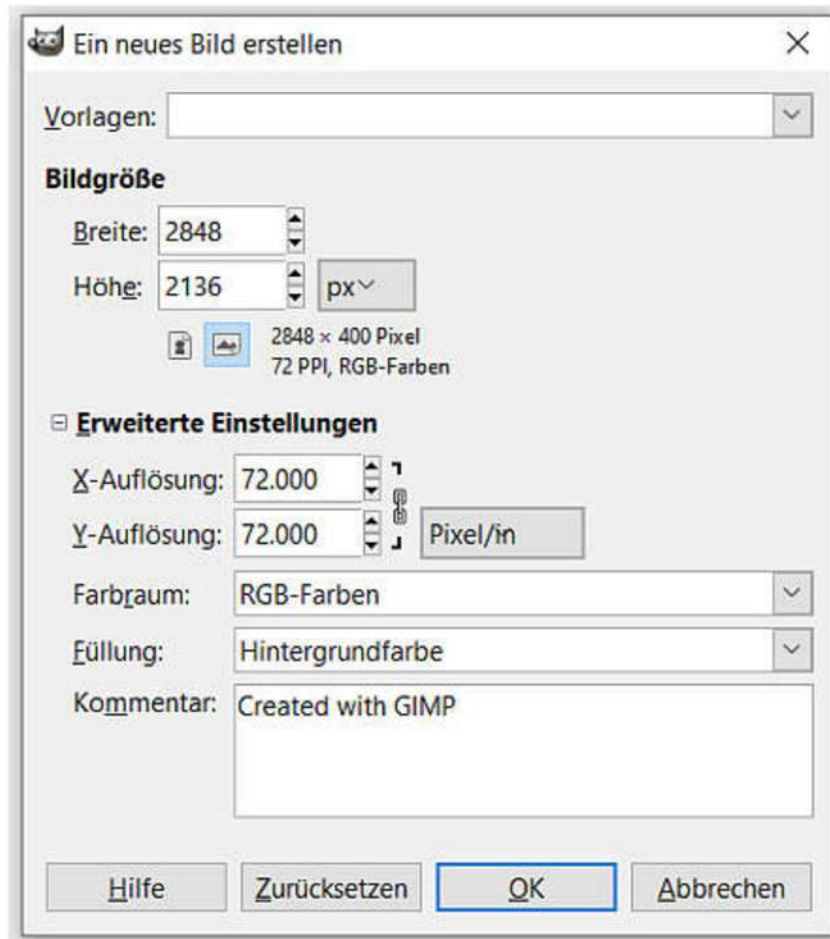 Ein neues Bild erstellen
Vorlagen:
Bildgröße
Breite: 2848
Höhe: 2136 px
2848 × 400 Pixel
72 PPI, RGB-Farben
Erweiterte Einstellungen
X-Auflösung: 72.000
Y-Auflösung: 72.000 Pixel/in
Farbraum: RGB-Farben
Füllung: Hintergrundfarbe
Kommentar: Created with GIMP
Hilfe Zurücksetzen OK Abbrechen